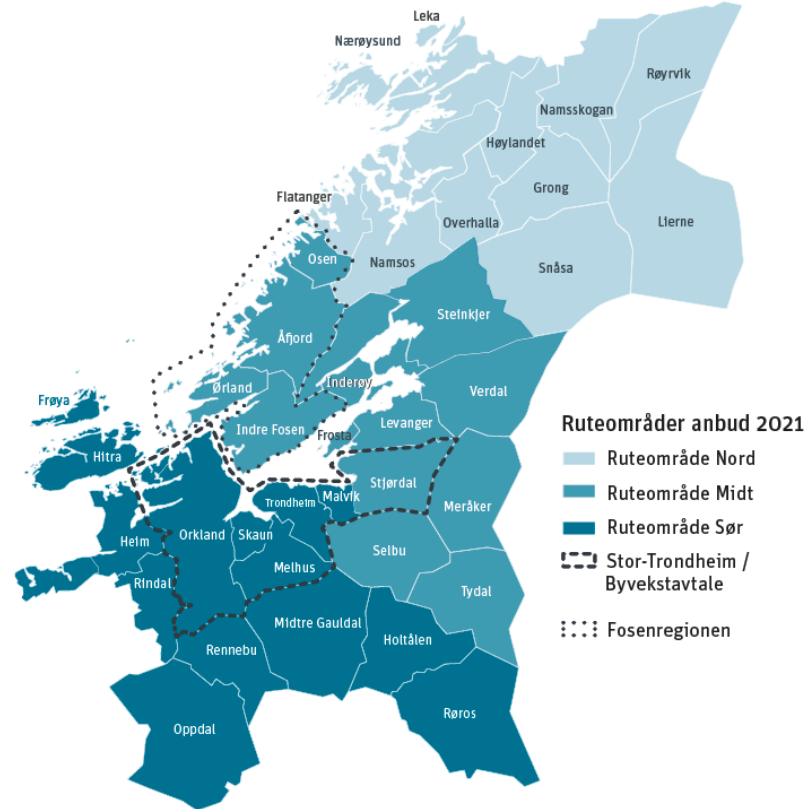 Leka
Nærøysund
Røyrvik
Namsskogan
Høylandet
Grong
Flatanger
Overhalla
Lierne
Osen
Namsos
Snåsa
Steinkjer
Åfjord
Ørland
Inderøy
Verdal
Frøya
Levanger
Indre Fosen
Frosta
Hitra
Stjørdal
Malvik
Trondheim
Meråker
Orkland
Skaun
Heim
Selbu
Melhus
Rindal
Tydal
Midtre Gauldal
Holtålen
Rennebu
Røros
Oppdal
Ruteområder anbud 2021
Ruteområde Nord
Ruteområde Midt
Ruteområde Sør
Stor-Trondheim /
Byvekstavtale
Fosenregionen